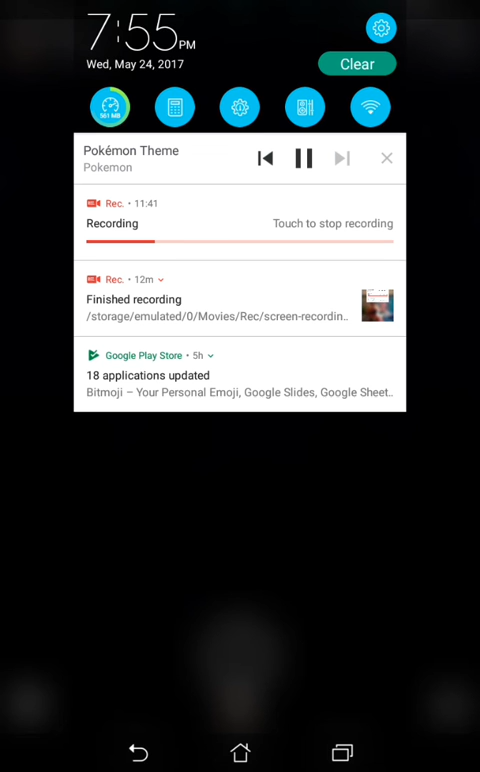 7:55 PM
Wed, May 24, 2017
Clear
561 MB
Pokémon Theme
Pokemon
Rec. • 11:41
Recording Touch to stop recording
Rec. • 12m
Finished recording
/storage/emulated/0/Movies/Rec/screen-recordin..
Google Play Store • 5h
18 applications updated
Bitmoji – Your Personal Emoji, Google Slides, Google Sheet..